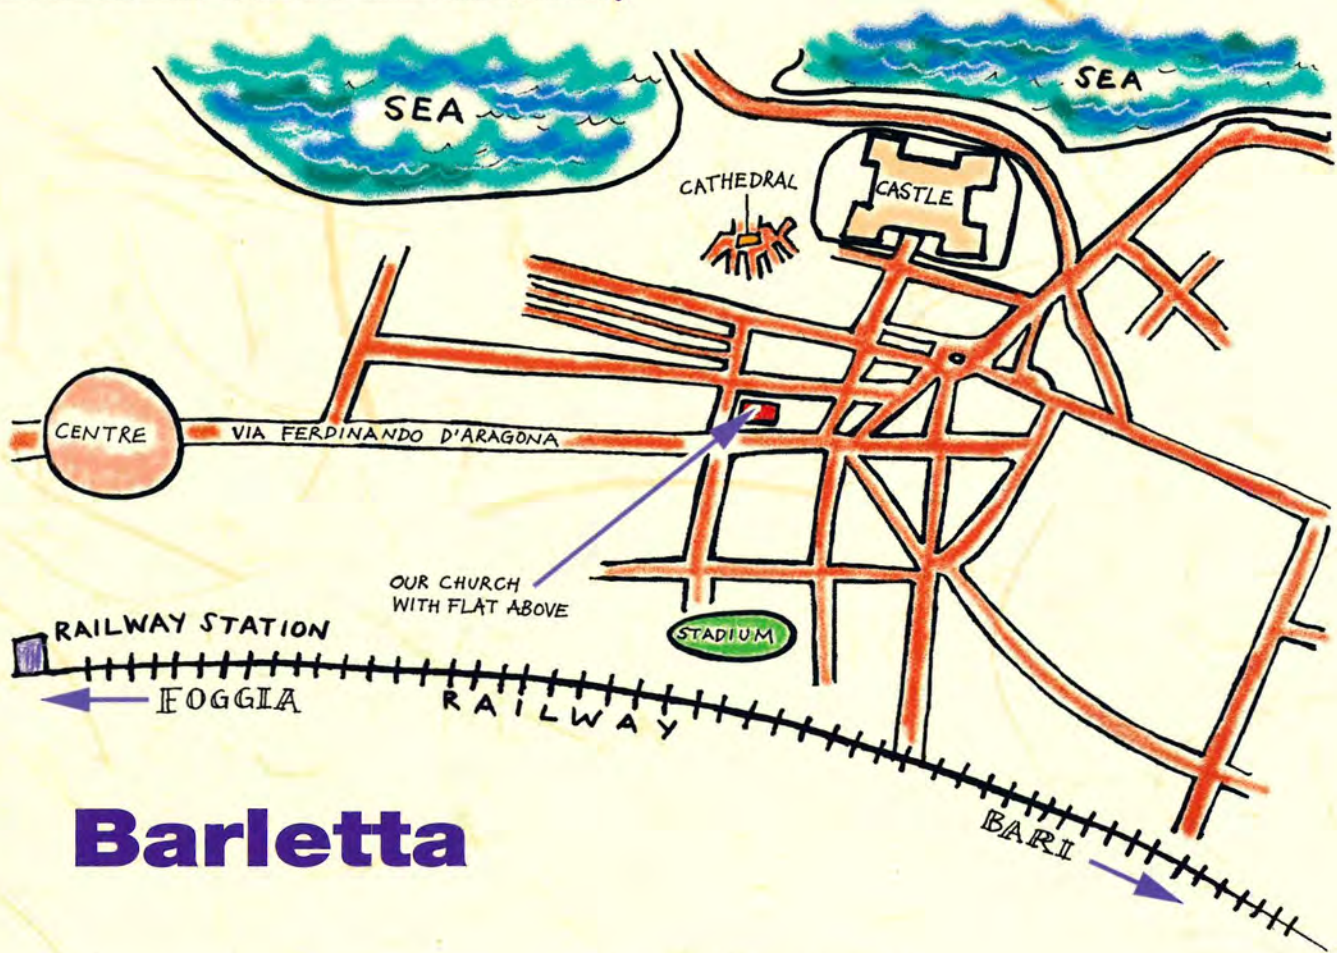 SEA
SEA
CATHEDRAL
CASTLE
CENTRE
VIA FERDINANDO D'ARAGONA
OUR CHURCH
WITH FLAT ABOVE
RAILWAY STATION
STADIUM
FOGGIA
RAILWAY
BARI
Barletta